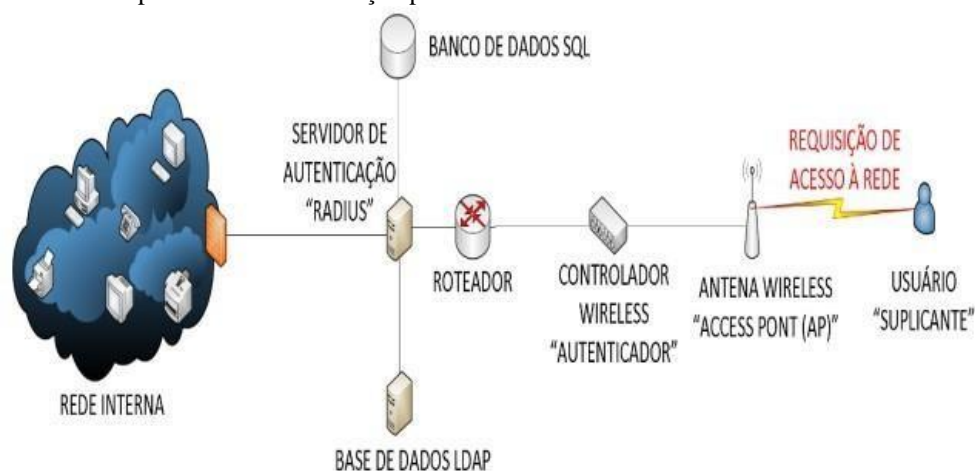 BANCO DE DADOS SQL
SERVIDOR DE
AUTENTICAÇÃO
“RADIUS”
REQUISIÇÃO DE
ACESSO À REDE
ROTEADOR
CONTROLADOR
WIRELESS
“AUTENTICADOR”
ANTENA WIRELESS
“ACCESS PONT (AP)”
USUÁRIO
“SUPLICANTE”
REDE INTERNA
BASE DE DADOS LDAP